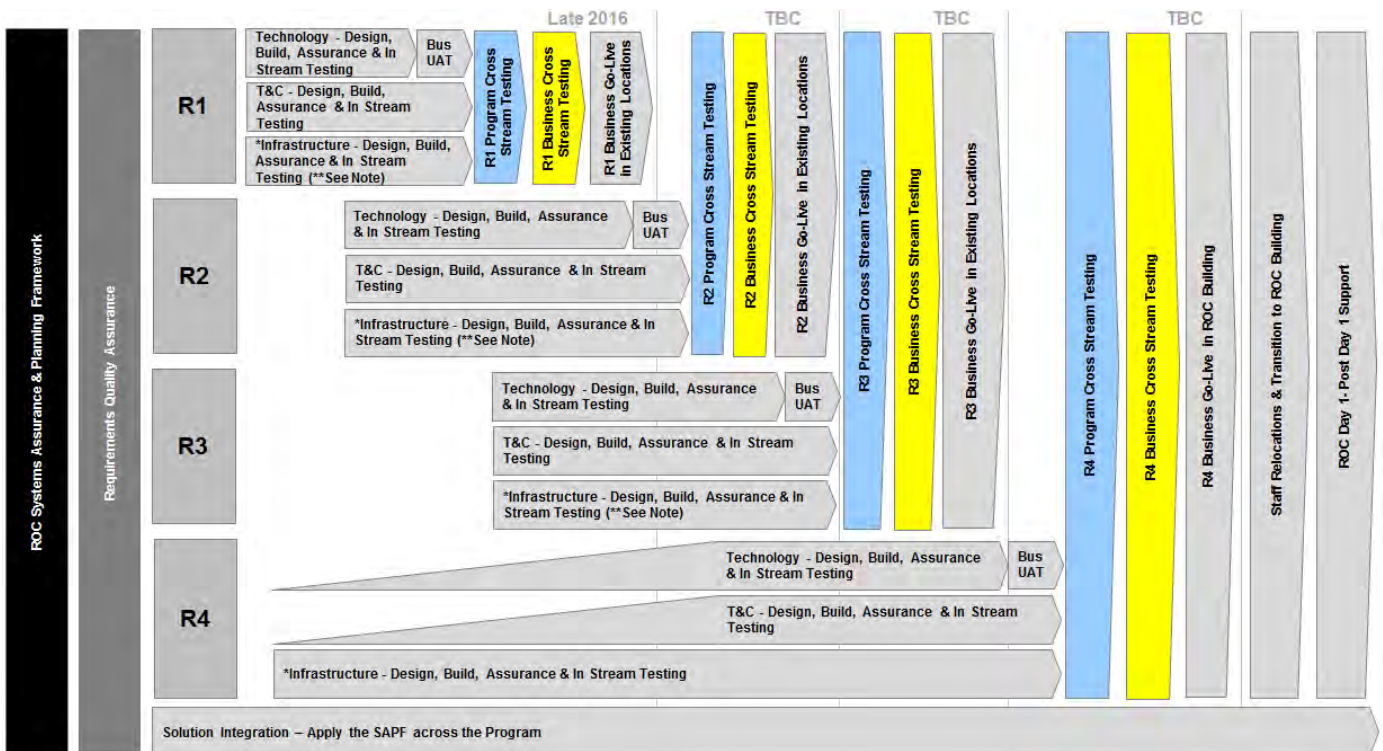 Late 2016
TBC
TBC
TBC
ROC Systems Assurance & Planning Framework
Requirements Quality Assurance
R1
Technology - Design,
Build, Assurance & In
Stream Testing
Bus
UAT
T&C - Design, Build,
Assurance & In Stream
Testing
*Infrastructure - Design, Build,
Assurance & In Stream
Testing (**See Note)
R1 Program Cross
Stream Testing
R1 Business Cross
Stream Testing
R1 Business Go-Live
in Existing Locations
R2
Technology - Design, Build, Assurance
& In Stream Testing
Bus
UAT
T&C - Design, Build, Assurance & In Stream
Testing
*Infrastructure - Design, Build, Assurance & In
Stream Testing (**See Note)
R2 Program Cross Stream Testing
R2 Business Cross Stream Testing
R2 Business Go-Live in Existing Locations
R3
Technology - Design, Build, Assurance
& In Stream Testing
Bus
UAT
T&C - Design, Build, Assurance & In Stream
Testing
*Infrastructure - Design, Build, Assurance & In
Stream Testing (**See Note)
R3 Program Cross Stream Testing
R3 Business Cross Stream Testing
R3 Business Go-Live in Existing Locations
R4
Technology - Design, Build, Assurance
& In Stream Testing
Bus
UAT
T&C - Design, Build, Assurance & In Stream
Testing
*Infrastructure - Design, Build, Assurance & In Stream Testing
R4 Program Cross Stream Testing
R4 Business Cross Stream Testing
R4 Business Go-Live in ROC Building
Staff Relocations & Transition to ROC Building
ROC Day 1- Post Day 1 Support
Solution Integration – Apply the SAPF across the Program